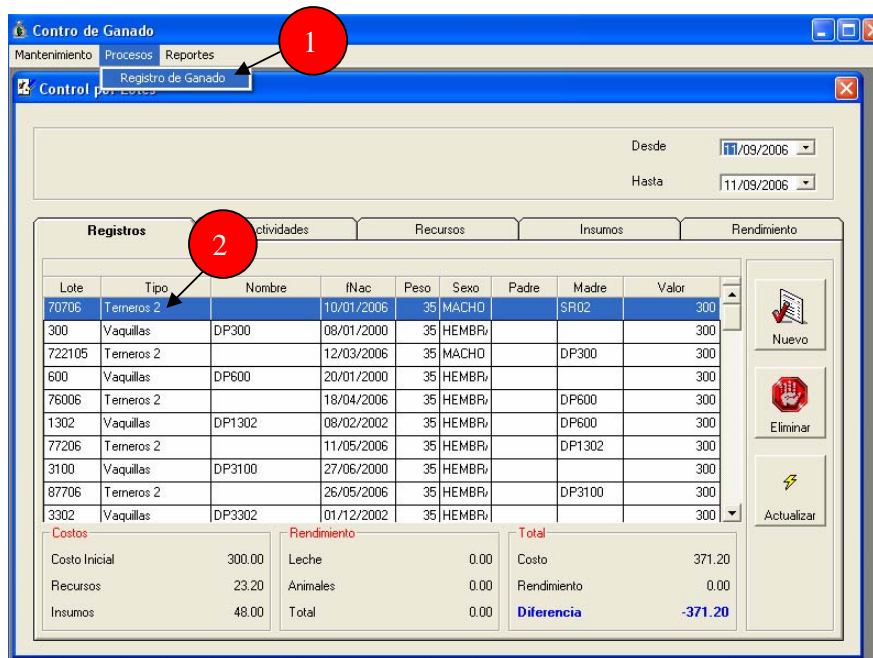 Contro de Ganado
Mantenimiento Procesos Reportes
1
Registro de Ganado
Control por Lotes
Desde 11/09/2006
Hasta 11/09/2006
Registros ctividades Recursos Insumos Rendimiento
2
Lote Tipo Nombre fNac Peso Sexo Padre Madre Valor
70706 Terneros 2 10/01/2006 35 MACHO SR02 300
300 Vaquillas DP300 08/01/2000 35 HEMBR 300
722105 Terneros 2 12/03/2006 35 MACHO DP300 300
600 Vaquillas DP600 20/01/2000 35 HEMBR 300
76006 Terneros 2 18/04/2006 35 HEMBR DP600 300
1302 Vaquillas DP1302 08/02/2002 35 HEMBR DP600 300
77206 Terneros 2 11/05/2006 35 HEMBR DP1302 300
3100 Vaquillas DP3100 27/06/2000 35 HEMBR 300
87706 Terneros 2 26/05/2006 35 HEMBR DP3100 300
3302 Vaquillas DP3302 01/12/2002 35 HEMBR 300
Nuevo
Eliminar
Actualizar
Costos Rendimiento Total
Costo Inicial 300.00 Leche 0.00 Costo 371.20
Recursos 23.20 Animales 0.00 Rendimiento 0.00
Insumos 48.00 Total 0.00 Diferencia -371.20